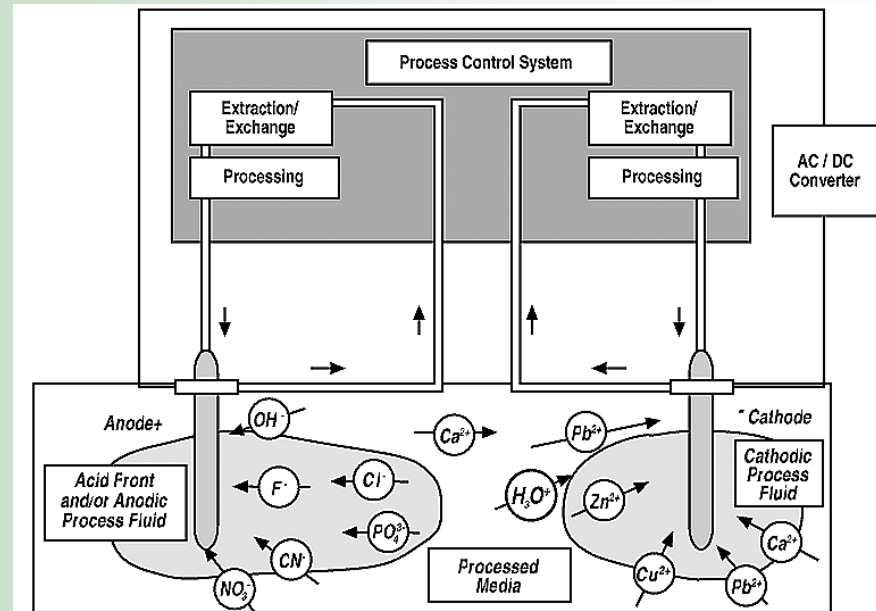 Process Control System
Extraction/
Exchange
Processing
Extraction/
Exchange
Processing
AC / DC
Converter
Anode+
OH⁻
Ca²⁺
Pb²⁺
⁻ Cathode
Acid Front
and/or Anodic
Process Fluid
F⁻
Cl⁻
PO₄³⁻
CN⁻
NO₃⁻
H₃O⁺
Zn²⁺
Cathodic
Process
Fluid
Processed
Media
Cu²⁺
Pb²⁺
Ca²⁺